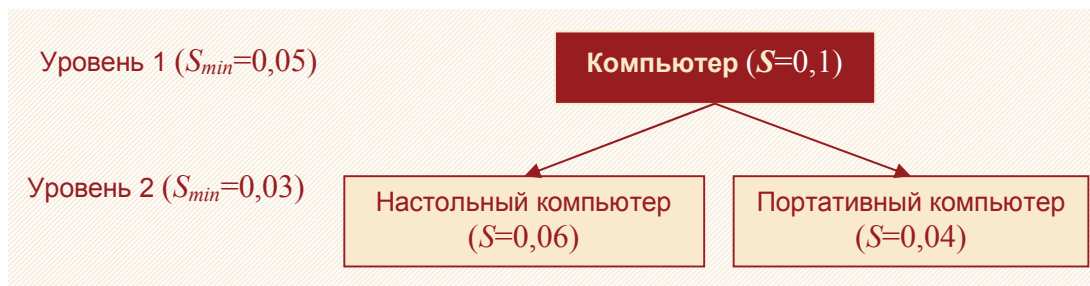 Уровень 1 (Smin=0,05)
Компьютер (S=0,1)
Уровень 2 (Smin=0,03)
Настольный компьютер
(S=0,06)
Портативный компьютер
(S=0,04)